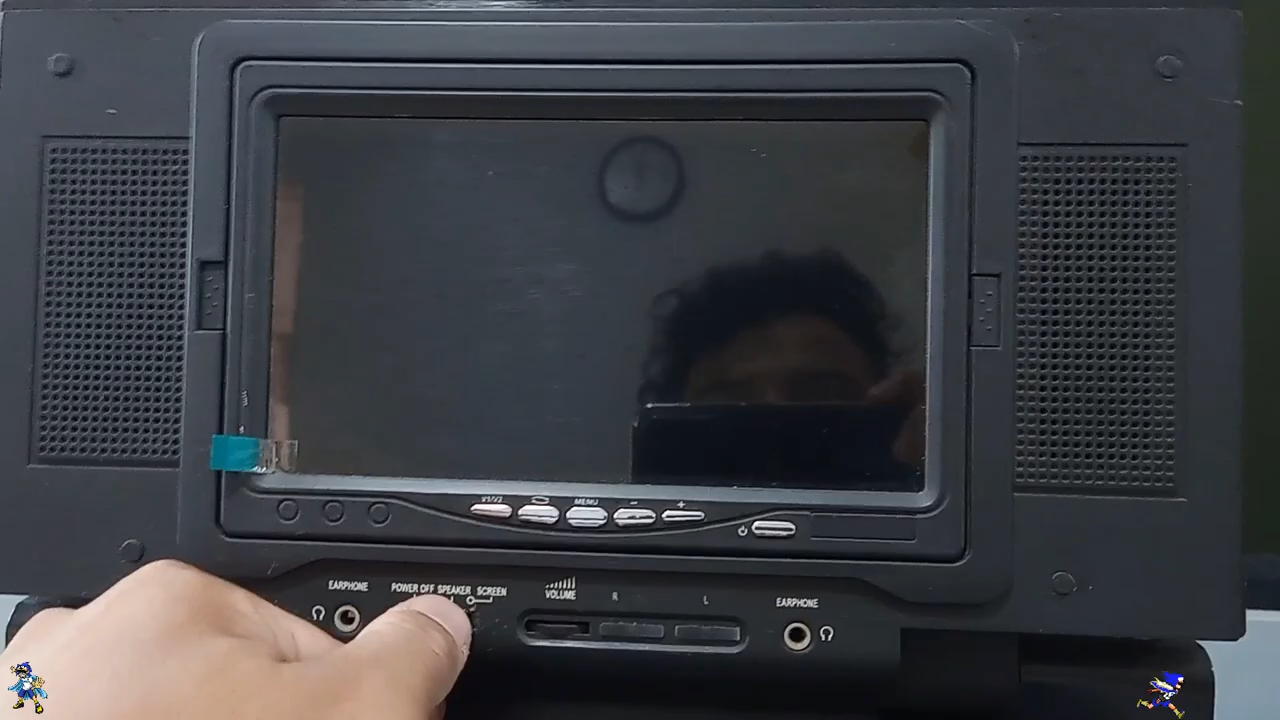 V1/V2
MENU
- +
EARPHONE
POWER OFF SPEAKER SCREEN
VOLUME
R
L
EARPHONE